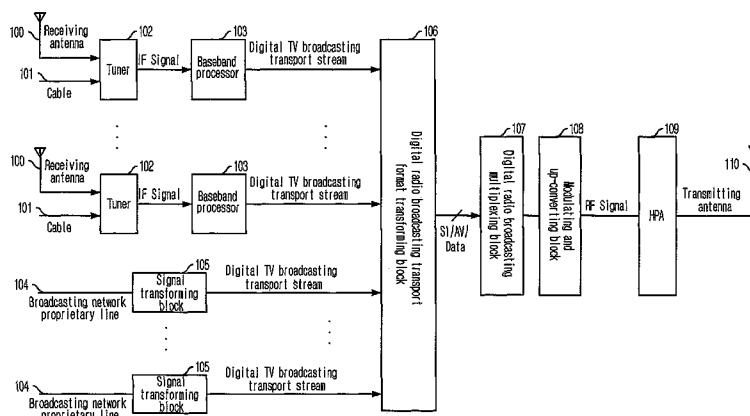 100
Receiving
antenna
101
Cable
102
Tuner
IF Signal
103
Baseband
processor
Digital TV broadcasting
transport stream
100
Receiving
antenna
101
Cable
102
Tuner
IF Signal
103
Baseband
processor
Digital TV broadcasting
transport stream
104
Broadcasting network
proprietary line
105
Signal
transforming
block
Digital TV broadcasting
transport stream
104
Broadcasting network
proprietary line
105
Signal
transforming
block
Digital TV broadcasting
transport stream
106
Digital radio broadcasting transport
format transforming block
SI/AV/
Data
107
Digital radio broadcasting
multiplexing block
108
Modulating and
up-converting block
RF Signal
109
HPA
110
Transmitting
antenna